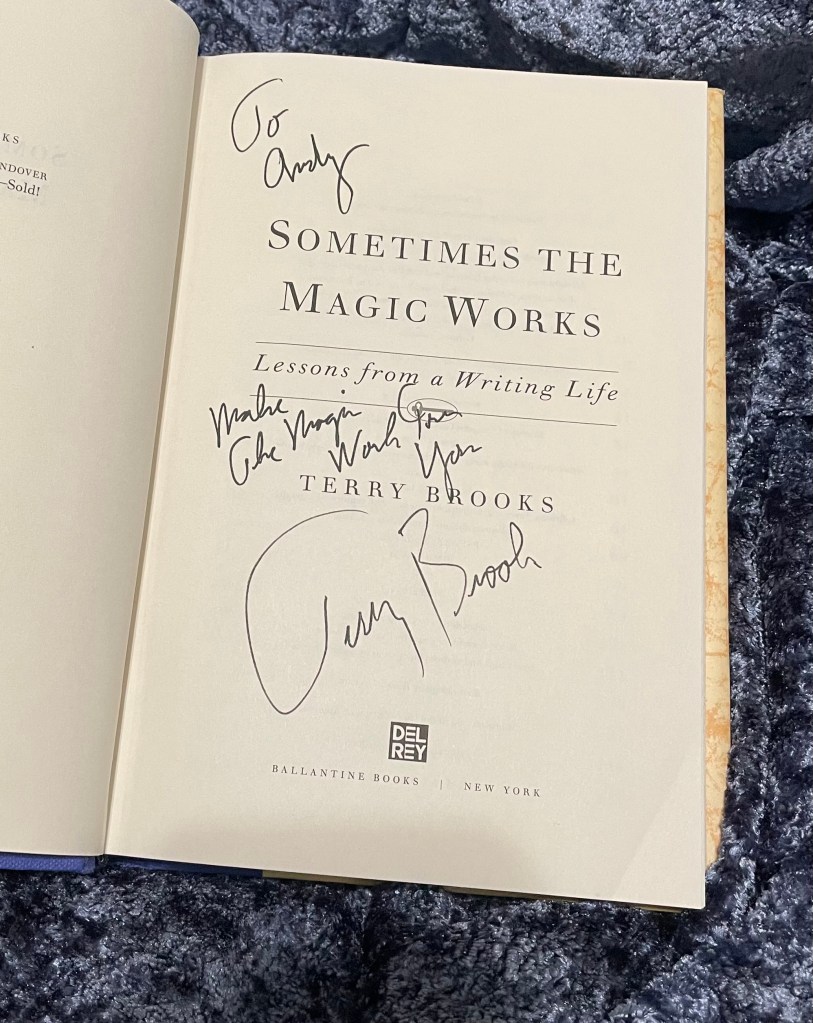 KS
NDOVER
—Sold!
To
Andy
SOMETIMES THE
MAGIC WORKS
Lessons from a Writing Life
Make
The Magic Work For
You
TERRY BROOKS
Terry Brooks
DEL
REY
BALLANTINE BOOKS | NEW YORK